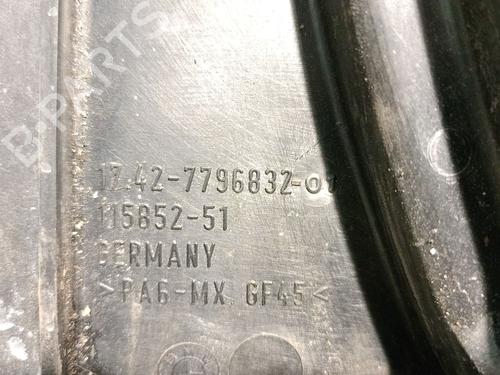 17.42-7796832-01
115852-51
GERMANY
>PA6-MX GF45<
B-PARTS